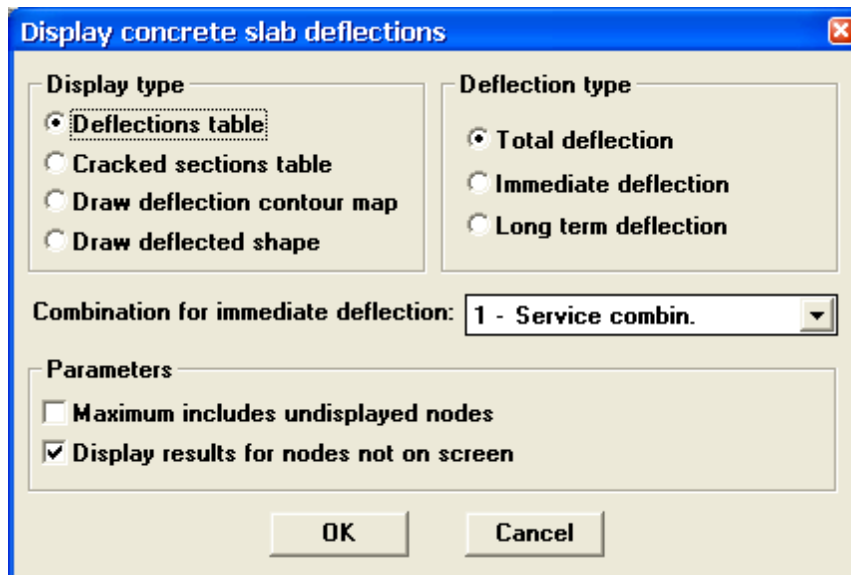 Display concrete slab deflections
Display type
Deflections table
Cracked sections table
Draw deflection contour map
Draw deflected shape
Deflection type
Total deflection
Immediate deflection
Long term deflection
Combination for immediate deflection: 1 - Service combin.
Parameters
Maximum includes undisplayed nodes
Display results for nodes not on screen
OK Cancel